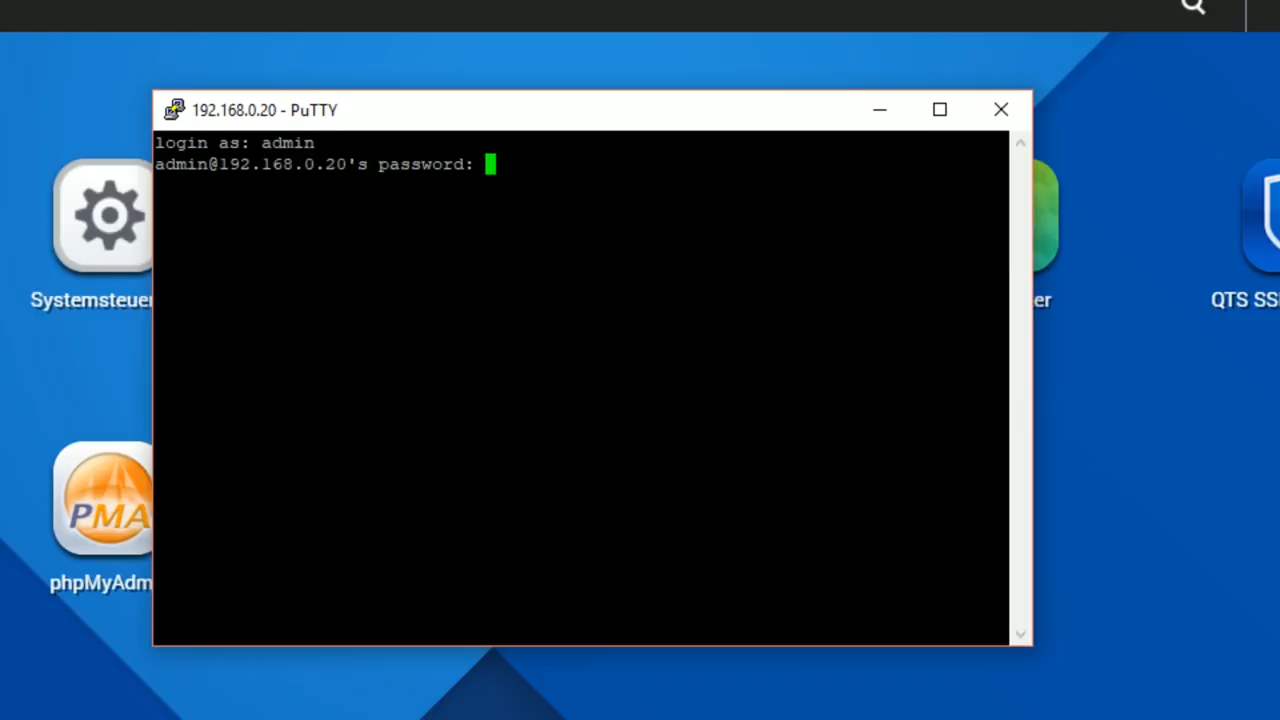 192.168.0.20 - PuTTY
login as: admin
admin@192.168.0.20's password:
Systemsteuer
er
QTS SS
PMA
phpMyAdm